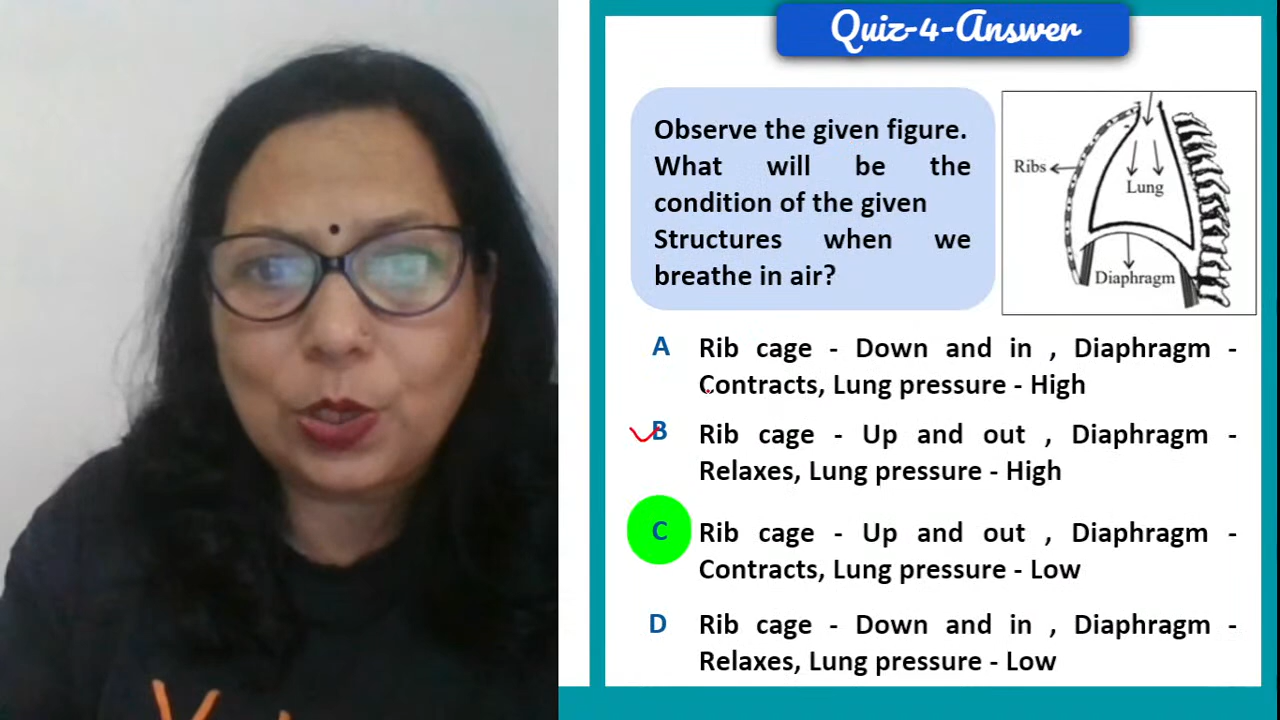 Quiz-4-Answer
Observe the given figure.
What will be the
condition of the given
Structures when we
breathe in air?
Ribs
Lung
Diaphragm
A Rib cage - Down and in , Diaphragm -
Contracts, Lung pressure - High
B Rib cage - Up and out , Diaphragm -
Relaxes, Lung pressure - High
C Rib cage - Up and out , Diaphragm -
Contracts, Lung pressure - Low
D Rib cage - Down and in , Diaphragm -
Relaxes, Lung pressure - Low